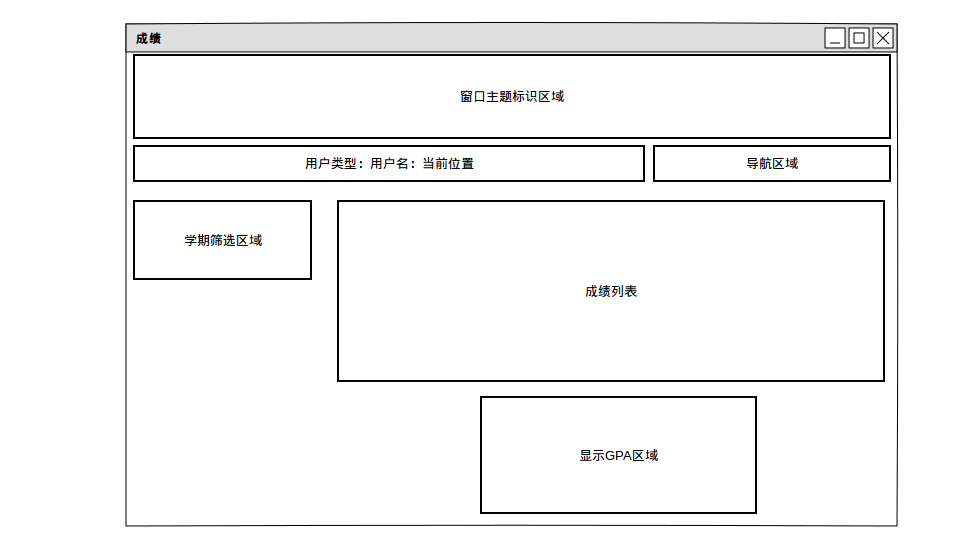 成绩
窗口主题标识区域
用户类型：用户名：当前位置
导航区域
学期筛选区域
成绩列表
显示GPA区域